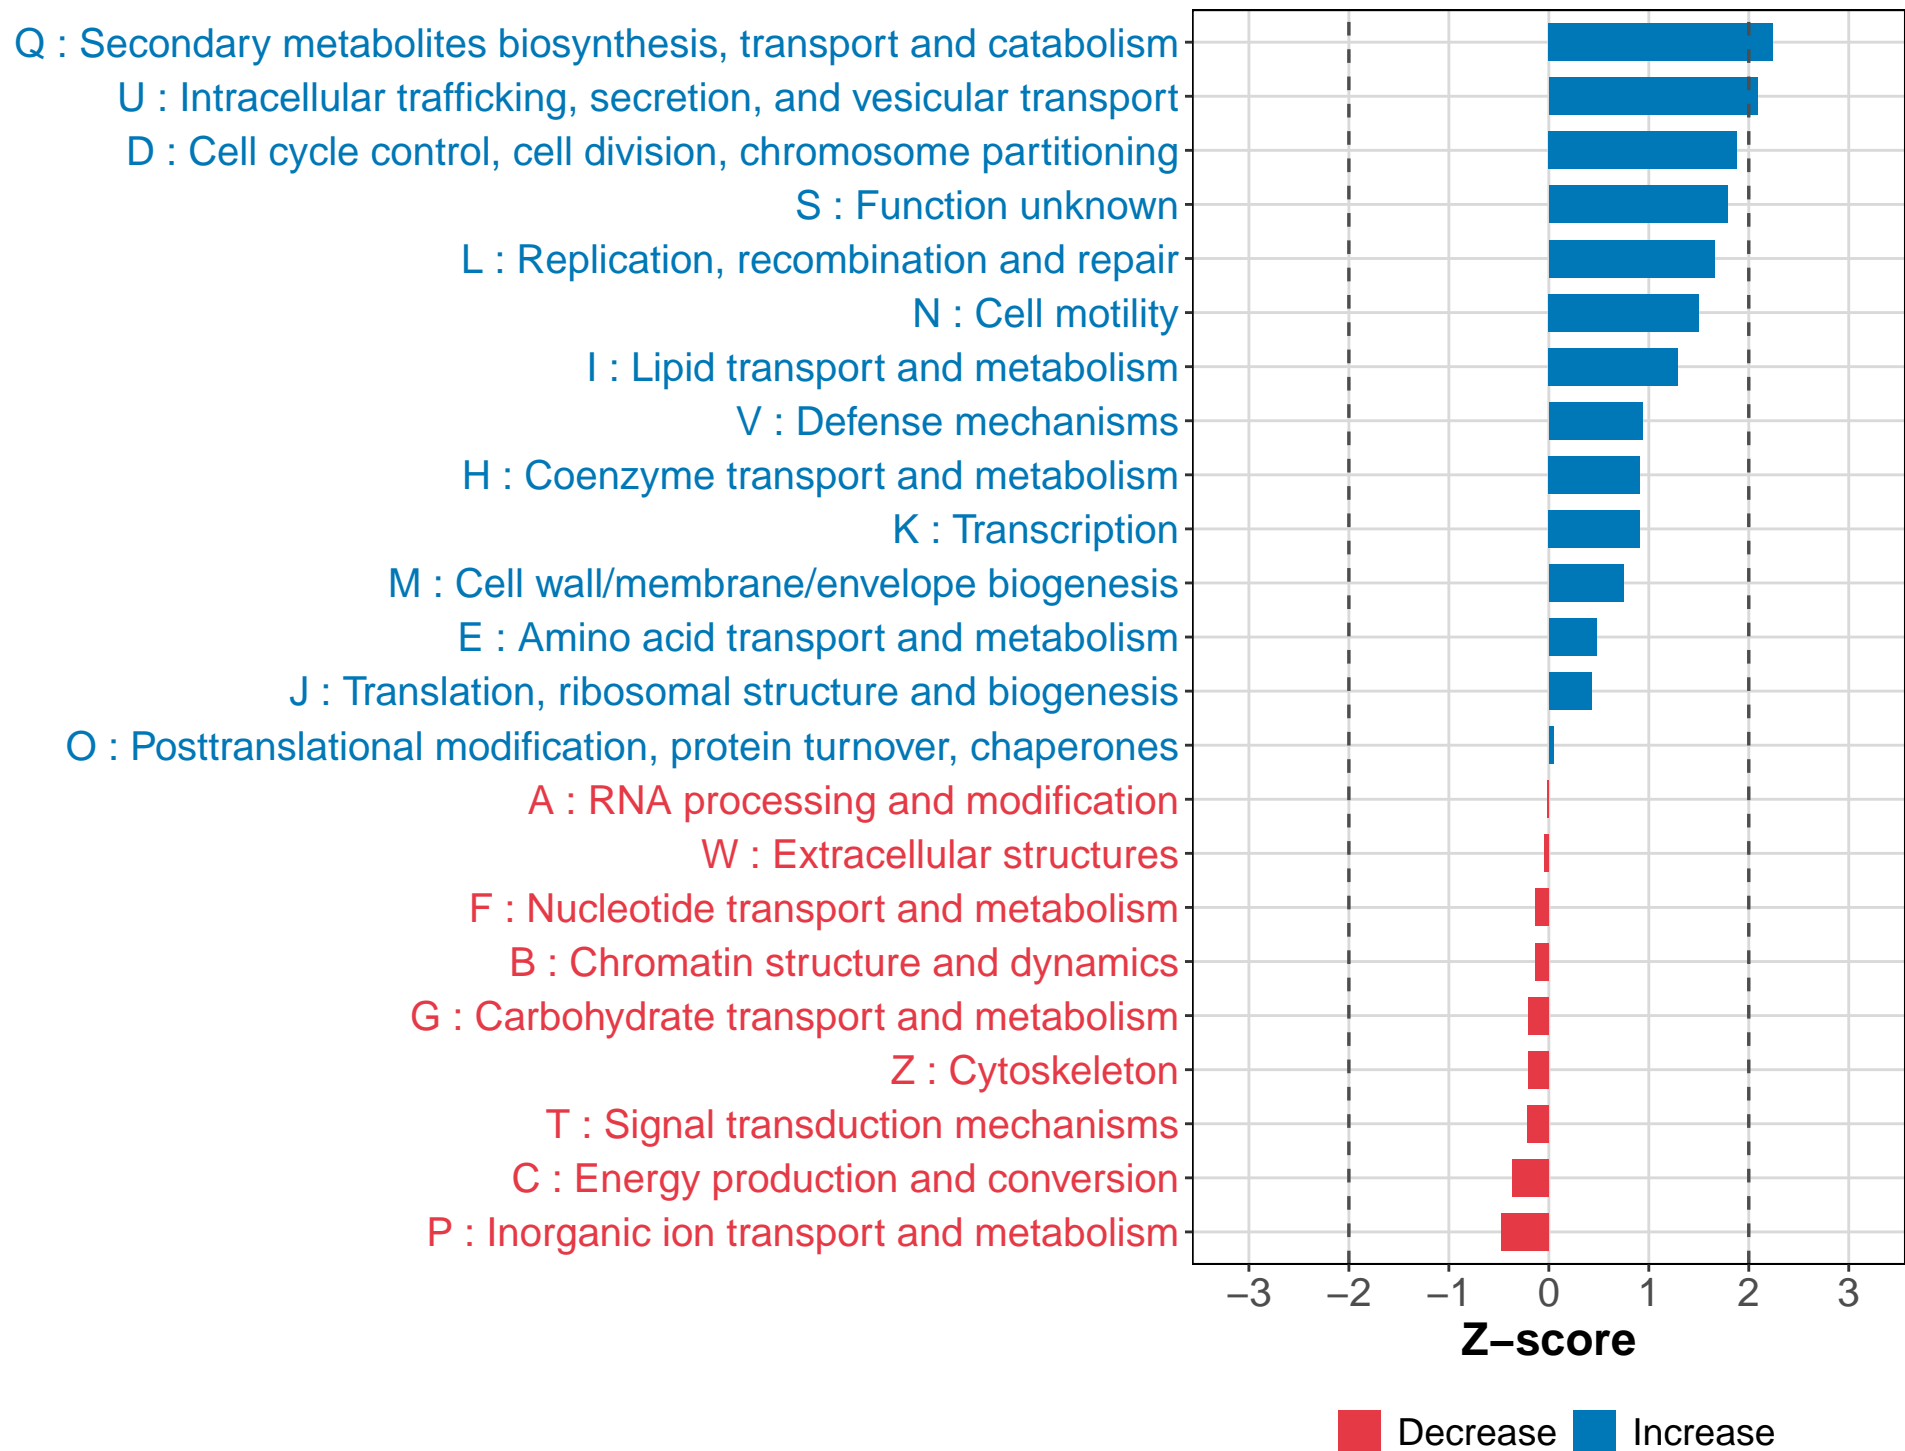 Q : Secondary metabolites biosynthesis, transport and catabolism
U : Intracellular trafficking, secretion, and vesicular transport
D : Cell cycle control, cell division, chromosome partitioning
S : Function unknown
L : Replication, recombination and repair
N : Cell motility
I : Lipid transport and metabolism
V : Defense mechanisms
H : Coenzyme transport and metabolism
K : Transcription
M : Cell wall/membrane/envelope biogenesis
E : Amino acid transport and metabolism
J : Translation, ribosomal structure and biogenesis
O : Posttranslational modification, protein turnover, chaperones
A : RNA processing and modification
W : Extracellular structures
F : Nucleotide transport and metabolism
B : Chromatin structure and dynamics
G : Carbohydrate transport and metabolism
Z : Cytoskeleton
T : Signal transduction mechanisms
C : Energy production and conversion
P : Inorganic ion transport and metabolism
−3 −2 −1 0 1 2 3
Z−score
Decrease Increase